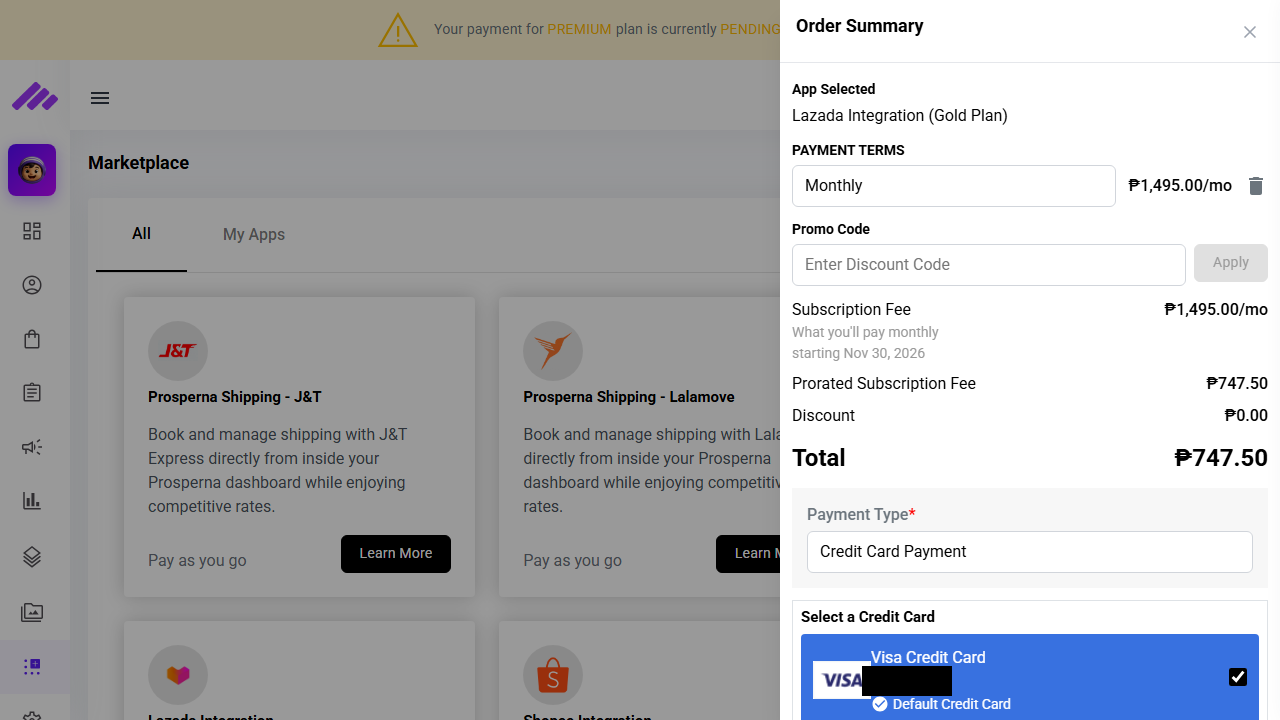 Your payment for PREMIUM plan is currently PENDING
Order Summary
App Selected
Lazada Integration (Gold Plan)
PAYMENT TERMS
Monthly
₱1,495.00/mo
Promo Code
Enter Discount Code
Apply
Subscription Fee
₱1,495.00/mo
What you'll pay monthly
starting Nov 30, 2026
Prorated Subscription Fee
₱747.50
Discount
₱0.00
Total
₱747.50
Payment Type*
Credit Card Payment
Select a Credit Card
Visa Credit Card
VISA
Default Credit Card
Marketplace
All
My Apps
J&T
Prosperna Shipping - J&T
Book and manage shipping with J&T
Express directly from inside your
Prosperna dashboard while enjoying
competitive rates.
Pay as you go
Learn More
Prosperna Shipping - Lalamove
Book and manage shipping with
directly from inside your Prosperna
dashboard while enjoying
rates.
Pay as you go
Learn
Lazada Integration
Shopee Integration